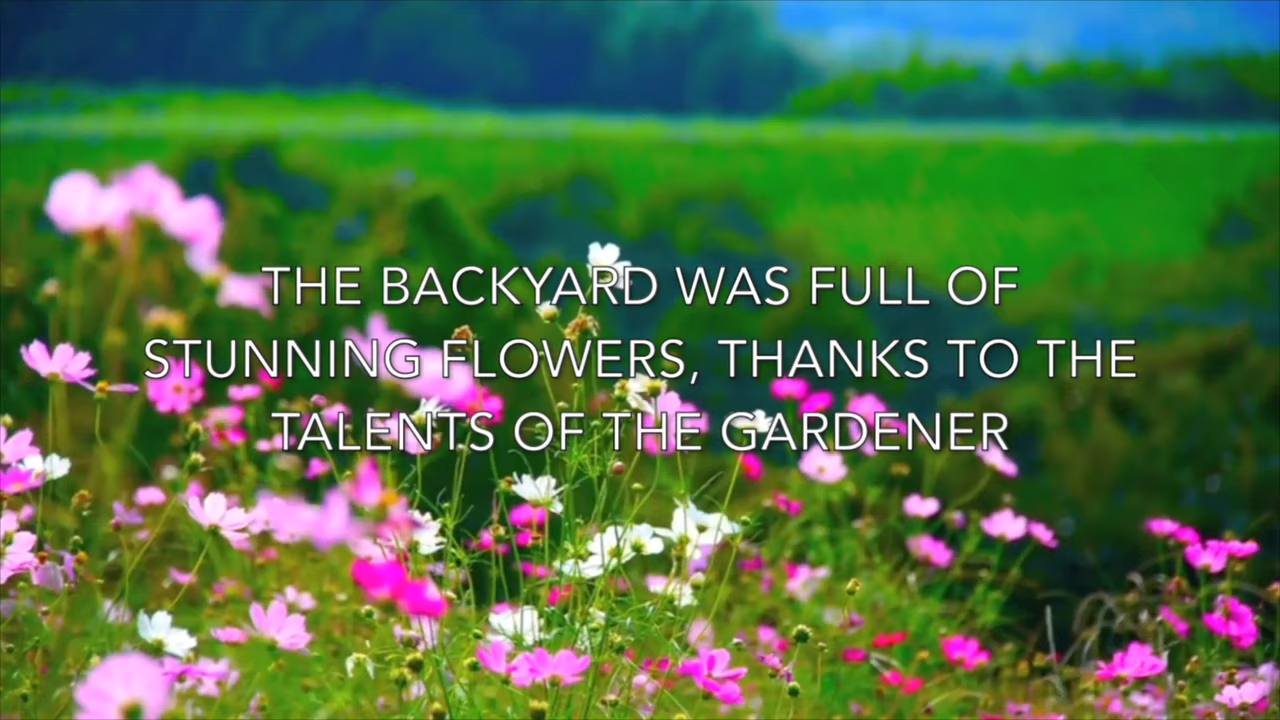 THE BACKYARD WAS FULL OF
STUNNING FLOWERS, THANKS TO THE
TALENTS OF THE GARDENER